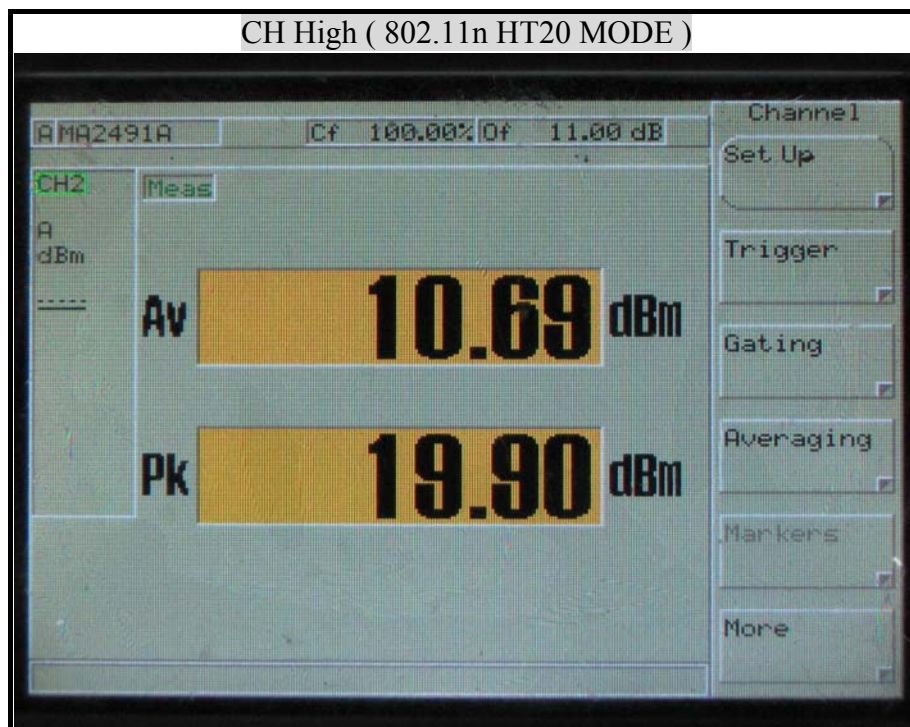 CH High ( 802.11n HT20 MODE )
A MA2491A Cf 100.00% Of 11.00 dB
Channel
Set Up
CH2
Meas
A
dBm
-----
Trigger
Av 10.69 dBm
Gating
Averaging
Pk 19.90 dBm
Markers
More